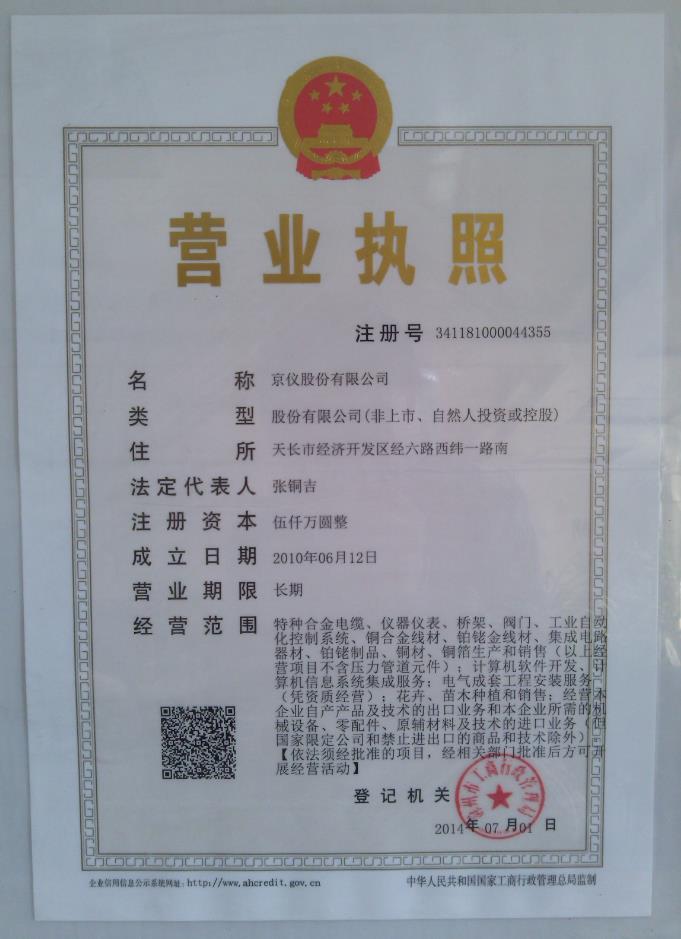 营业执照
注册号 341181000044355
名称 京仪股份有限公司
类型 股份有限公司(非上市、自然人投资或控股)
住所 天长市经济开发区经六路西纬一路南
法定代表人 张铜吉
注册资本 伍仟万圆整
成立日期 2010年06月12日
营业期限 长期
经营范围 特种合金电缆、仪器仪表、桥架、阀门、工业自动
化控制系统、铜合金线材、铂铑金线材、集成电路
器材、铂铑制品、铜材、铜箔生产和销售（以上经
营项目不含压力管道元件）；计算机软件开发、计
算机信息系统集成服务；电气成套工程安装服务
（凭资质经营）；花卉、苗木种植和销售；经营本
企业自产产品及技术的出口业务和本企业所需的机
械设备、零配件、原辅材料及技术的进口业务（但
国家限定公司和禁止进出口的商品和技术除外）
【依法须经批准的项目，经相关部门批准后方可开
展经营活动】
登记机关
滁州市工商行政管理局
2014年07月01日
企业信用信息公示系统网址：http://www.ahcredit.gov.cn
中华人民共和国国家工商行政管理总局监制